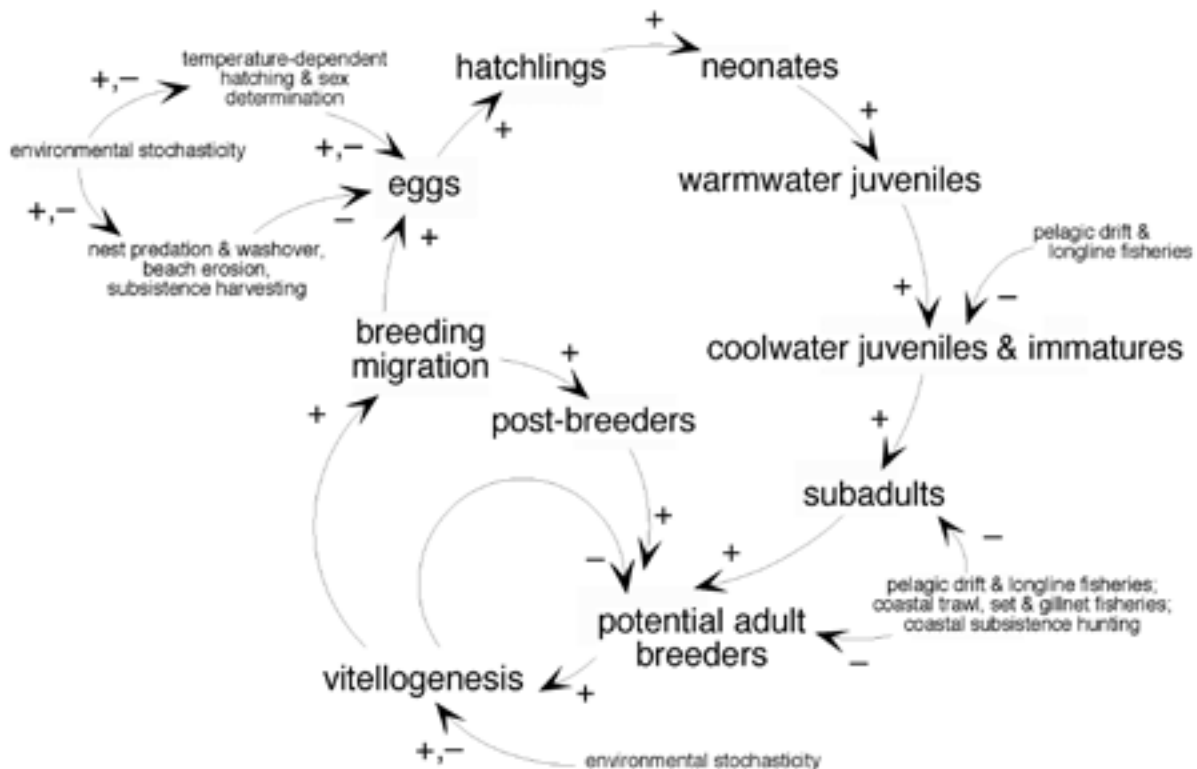 temperature-dependent
hatching & sex
determination
+,−
environmental stochasticity
+,−
+,−
nest predation & washover,
beach erosion,
subsistence harvesting
−
eggs
+
hatchlings
+
neonates
+
warmwater juveniles
+
pelagic drift &
longline fisheries
−
coolwater juveniles & immatures
+
subadults
−
pelagic drift & longline fisheries;
coastal trawl, set & gillnet fisheries;
coastal subsistence hunting
−
+
potential adult
breeders
+
vitellogenesis
+,−
environmental stochasticity
−
+
breeding
migration
+
+
post-breeders
+